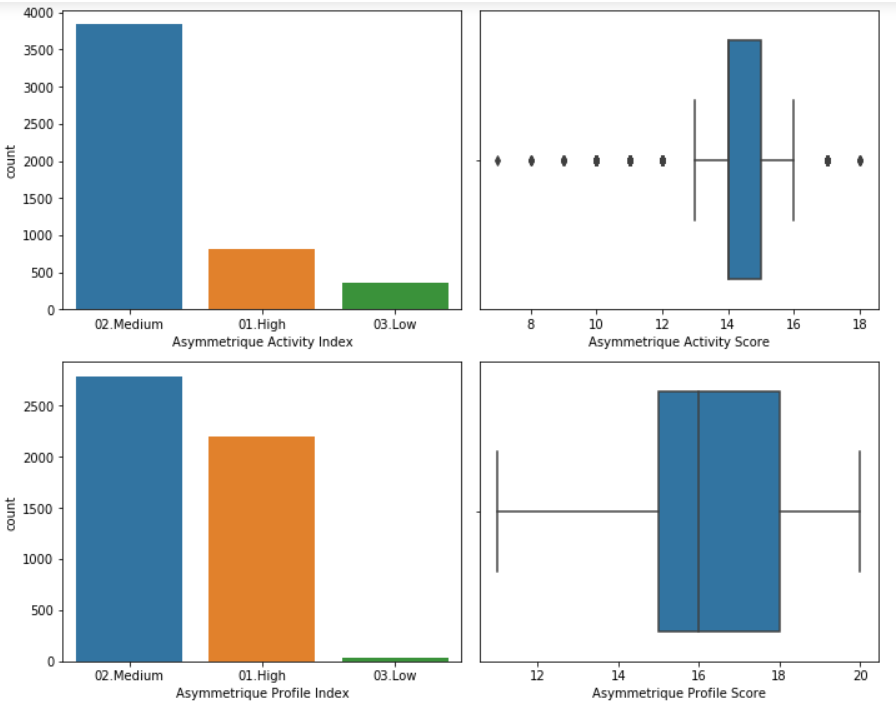 4000
3500
3000
2500
2000
1500
1000
500
0
count
02.Medium 01.High 03.Low
Asymmetrique Activity Index
8 10 12 14 16 18
Asymmetrique Activity Score
2500
2000
1500
1000
500
0
count
02.Medium 01.High 03.Low
Asymmetrique Profile Index
12 14 16 18 20
Asymmetrique Profile Score